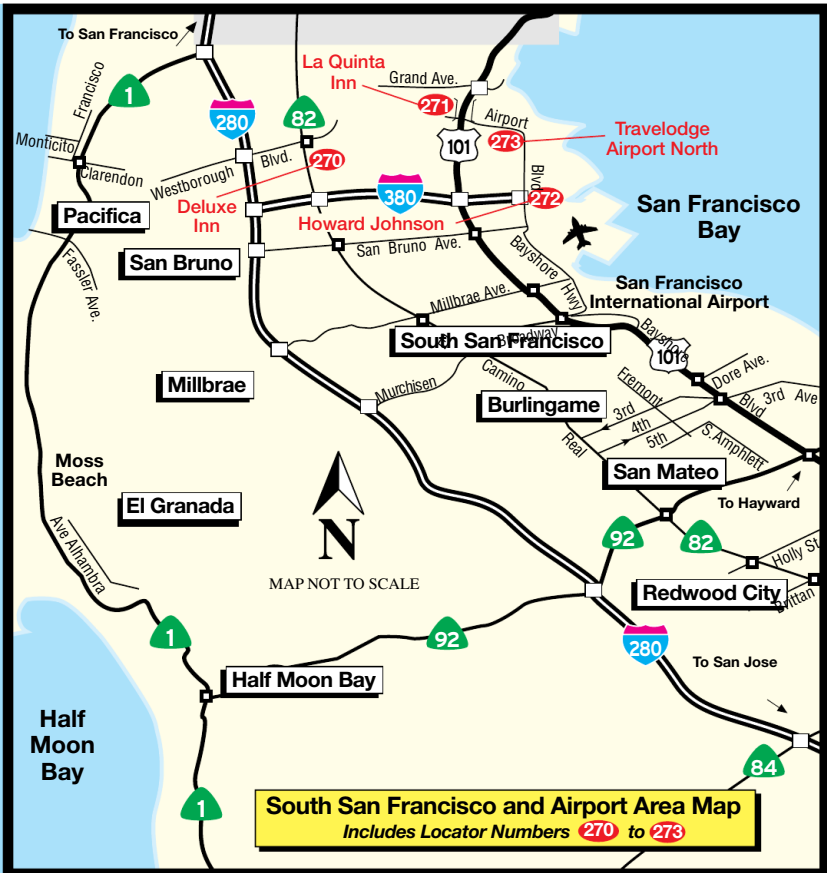 To San Francisco
La Quinta
Inn
Grand Ave.
Francisco
1
280
82
271
Airport
101
273
Travelodge
Airport North
Monticito
Clarendon
Westborough Blvd.
270
Blvd.
380
272
Pacifica
Deluxe
Inn
Howard Johnson
San Francisco
Bay
San Bruno
San Bruno Ave.
Bayshore Hwy
Fassler Ave.
San Francisco
International Airport
Millbrae Ave.
South San Francisco
Broadway
Bayshore
101
Dore Ave.
Millbrae
Murchisen
Camino
Fremont
Blvd
3rd Ave
Burlingame
3rd
4th
5th
Real
S.Amphlett
Moss
Beach
San Mateo
To Hayward
El Granada
N
92
82
Holly St
MAP NOT TO SCALE
Ave Alhambra
Redwood City
Brittan
1
92
280
To San Jose
Half Moon Bay
Half
Moon
Bay
84
1
South San Francisco and Airport Area Map
Includes Locator Numbers 270 to 273